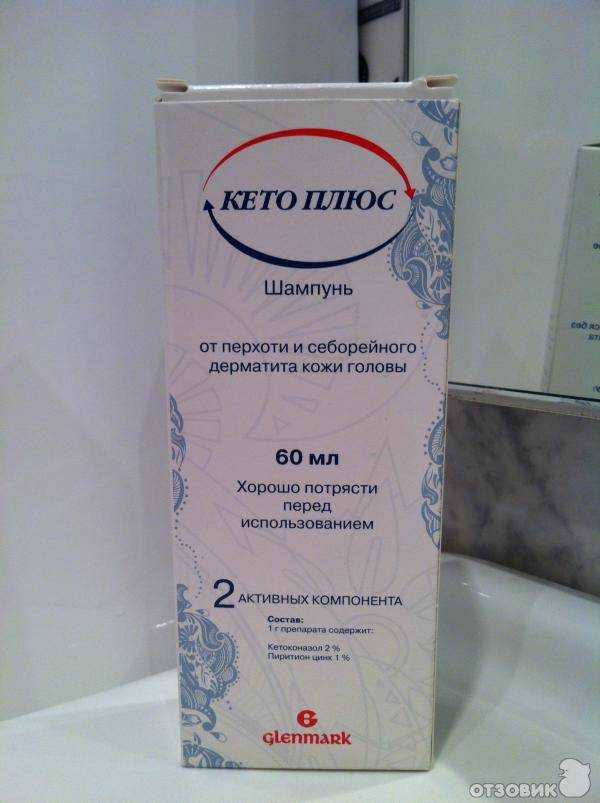 КЕТО ПЛЮС
Шампунь
от перхоти и себорейного
дерматита кожи головы
60 мл
Хорошо потрясти
перед
использованием
2 АКТИВНЫХ КОМПОНЕНТА
Состав:
1 г препарата содержит:
Кетоконазол 2 %
Пиритион цинк 1 %
Glenmark
ОТЗОВИК